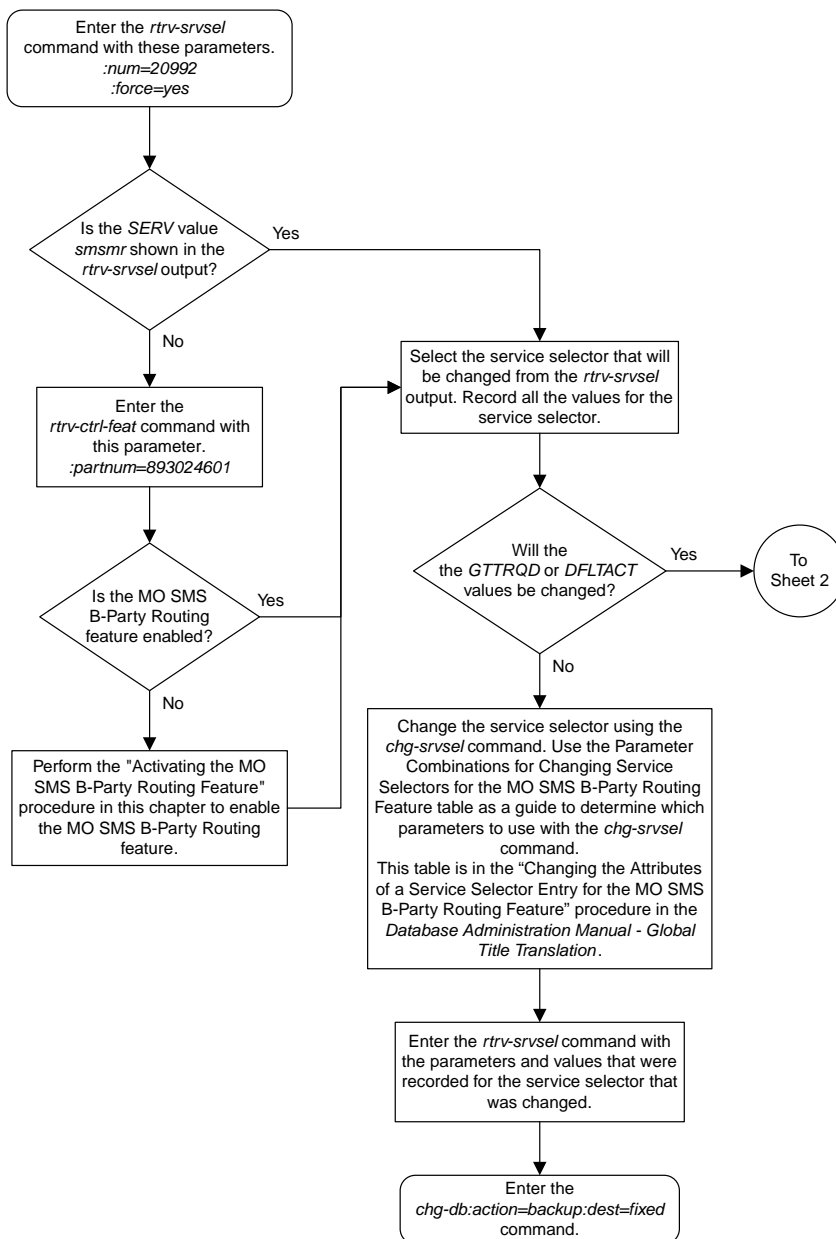 Enter the rtrv-srvsel
command with these parameters.
:num=20992
:force=yes
Is the SERV value
smsmr shown in the
rtrv-srvsel output?
Yes
No
Enter the
rtrv-ctrl-feat command with
this parameter.
:partnum=893024601
Is the MO SMS
B-Party Routing
feature enabled?
Yes
No
Perform the "Activating the MO
SMS B-Party Routing Feature"
procedure in this chapter to enable
the MO SMS B-Party Routing
feature.
Select the service selector that will
be changed from the rtrv-srvsel
output. Record all the values for the
service selector.
Will the
the GTTRQD or DFLTACT
values be changed?
Yes
To
Sheet 2
No
Change the service selector using the
chg-srvsel command. Use the Parameter
Combinations for Changing Service
Selectors for the MO SMS B-Party Routing
Feature table as a guide to determine which
parameters to use with the chg-srvsel
command.
This table is in the “Changing the Attributes
of a Service Selector Entry for the MO SMS
B-Party Routing Feature” procedure in the
Database Administration Manual - Global
Title Translation.
Enter the rtrv-srvsel command with
the parameters and values that were
recorded for the service selector that
was changed.
Enter the
chg-db:action=backup:dest=fixed
command.